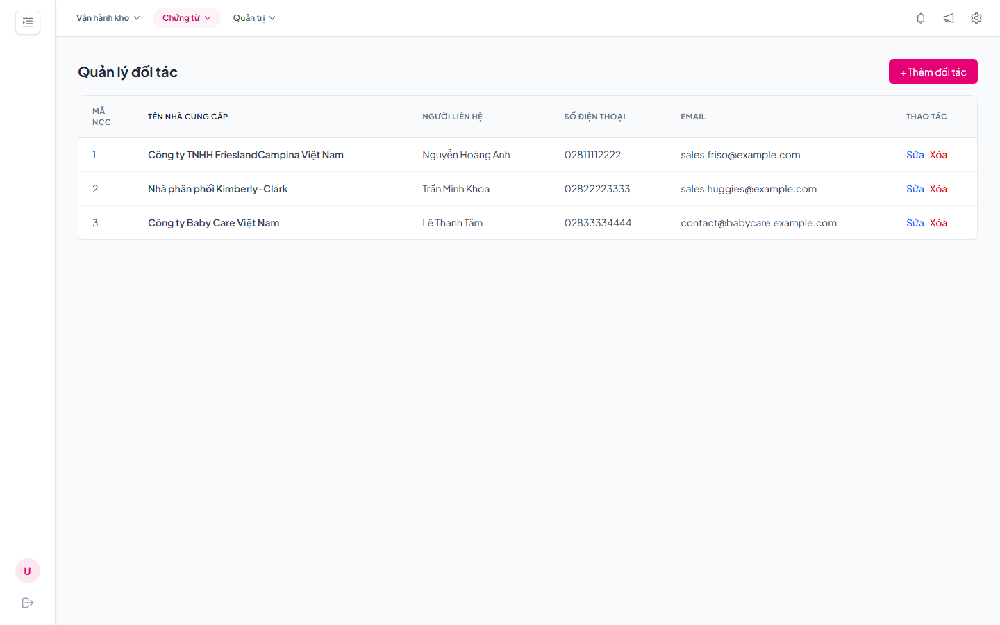 Vận hành kho Chứng từ Quản trị
Quản lý đối tác
+ Thêm đối tác
MÃ NCC TÊN NHÀ CUNG CẤP NGƯỜI LIÊN HỆ SỐ ĐIỆN THOẠI EMAIL THAO TÁC
1 Công ty TNHH FrieslandCampina Việt Nam Nguyễn Hoàng Anh 02811112222 sales.friso@example.com Sửa Xóa
2 Nhà phân phối Kimberly-Clark Trần Minh Khoa 02822223333 sales.huggies@example.com Sửa Xóa
3 Công ty Baby Care Việt Nam Lê Thanh Tâm 02833334444 contact@babycare.example.com Sửa Xóa
U